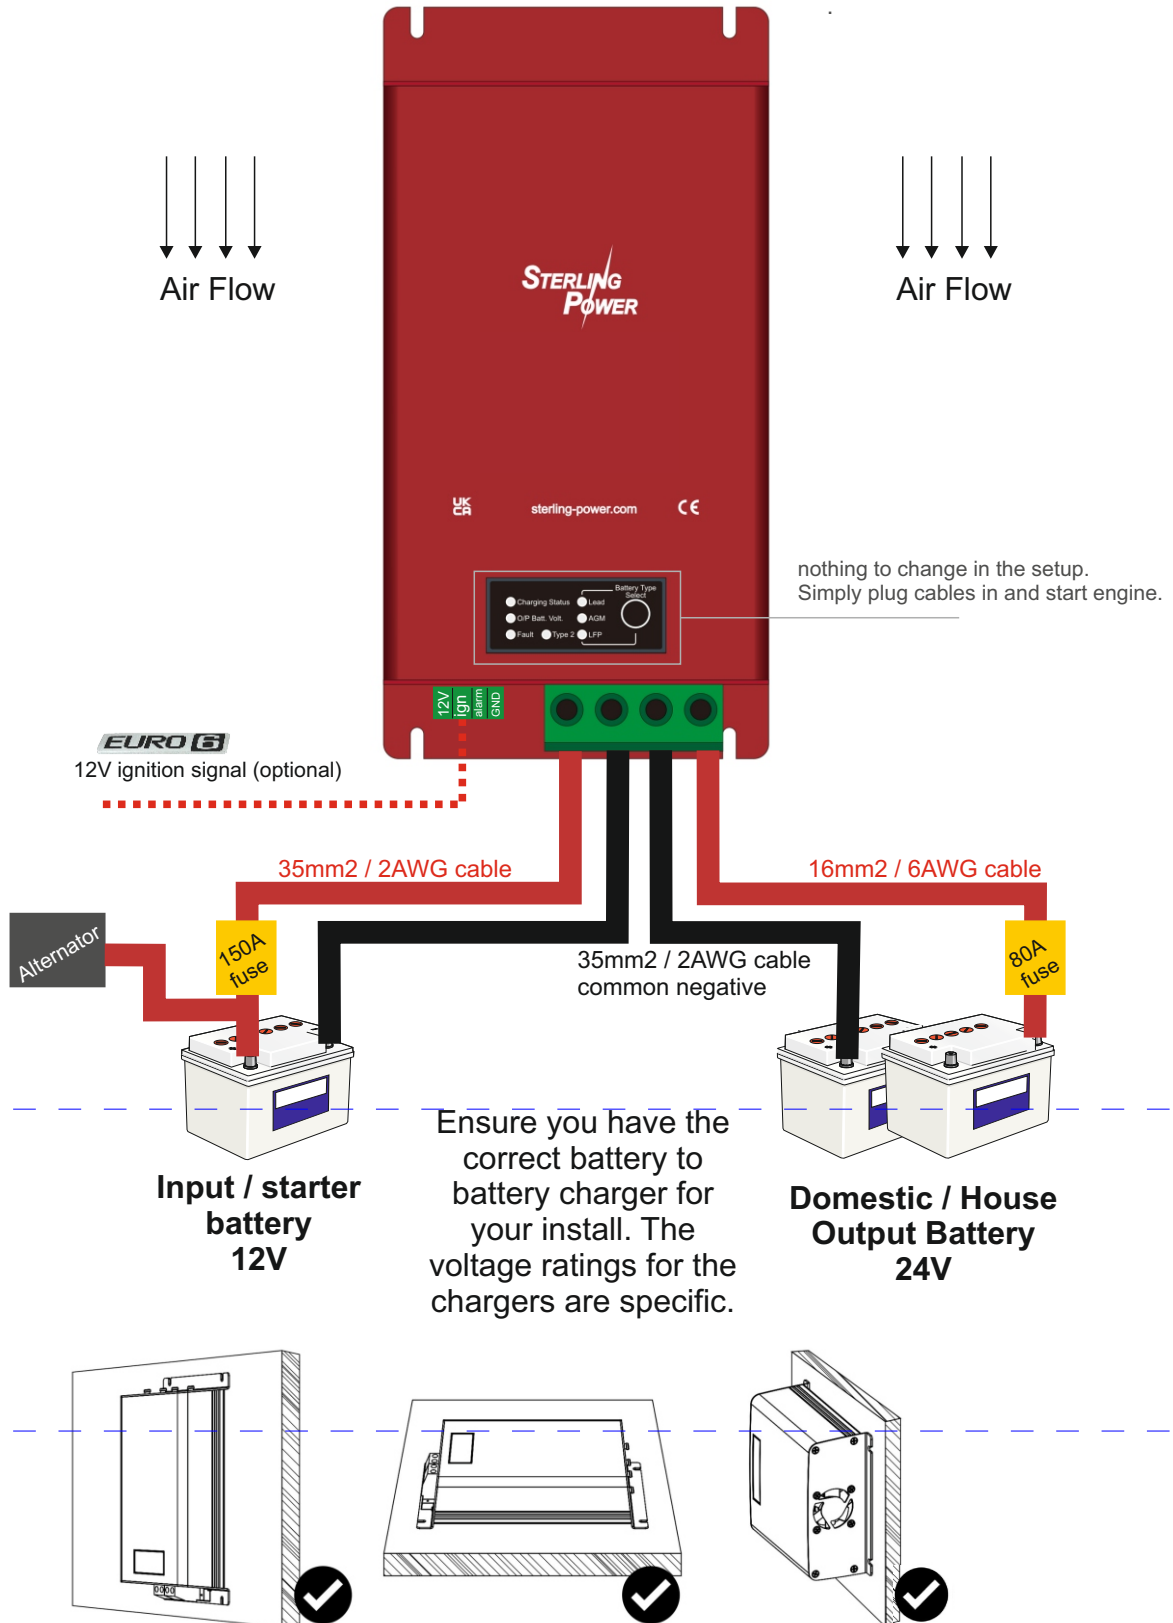 Air Flow
Air Flow
STERLING
POWER
UK
CA
sterling-power.com
CE
Battery Type
Select
Charging Status
Lead
O/P Batt. Volt.
AGM
Fault
Type 2
LFP
nothing to change in the setup.
Simply plug cables in and start engine.
12V
ign
alarm
GND
EURO 6
12V ignition signal (optional)
35mm2 / 2AWG cable
16mm2 / 6AWG cable
Alternator
150A
fuse
35mm2 / 2AWG cable
common negative
80A
fuse
Input / starter
battery
12V
Ensure you have the
correct battery to
battery charger for
your install. The
voltage ratings for the
chargers are specific.
Domestic / House
Output Battery
24V